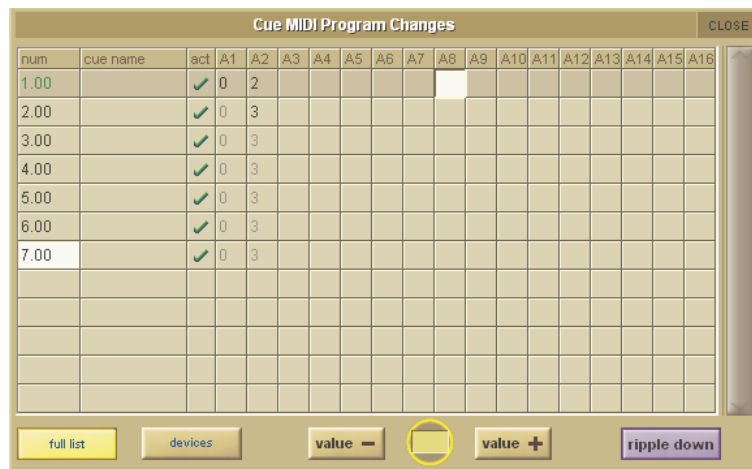 Cue MIDI Program Changes CLOSE
num cue name act A1 A2 A3 A4 A5 A6 A7 A8 A9 A10 A11 A12 A13 A14 A15 A16
1.00 0 2
2.00 0 3
3.00 0 3
4.00 0 3
5.00 0 3
6.00 0 3
7.00 0 3
full list devices value − value + ripple down